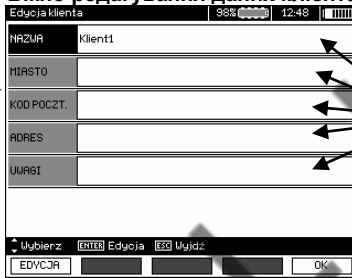 Edycja klienta 98% 12:48
NAZWA Klient1
MIASTO
KOD POCZT.
ADRES
UWAGI
Wybierz ENTER Edycja ESC Wyjdź
EDYCJA OK